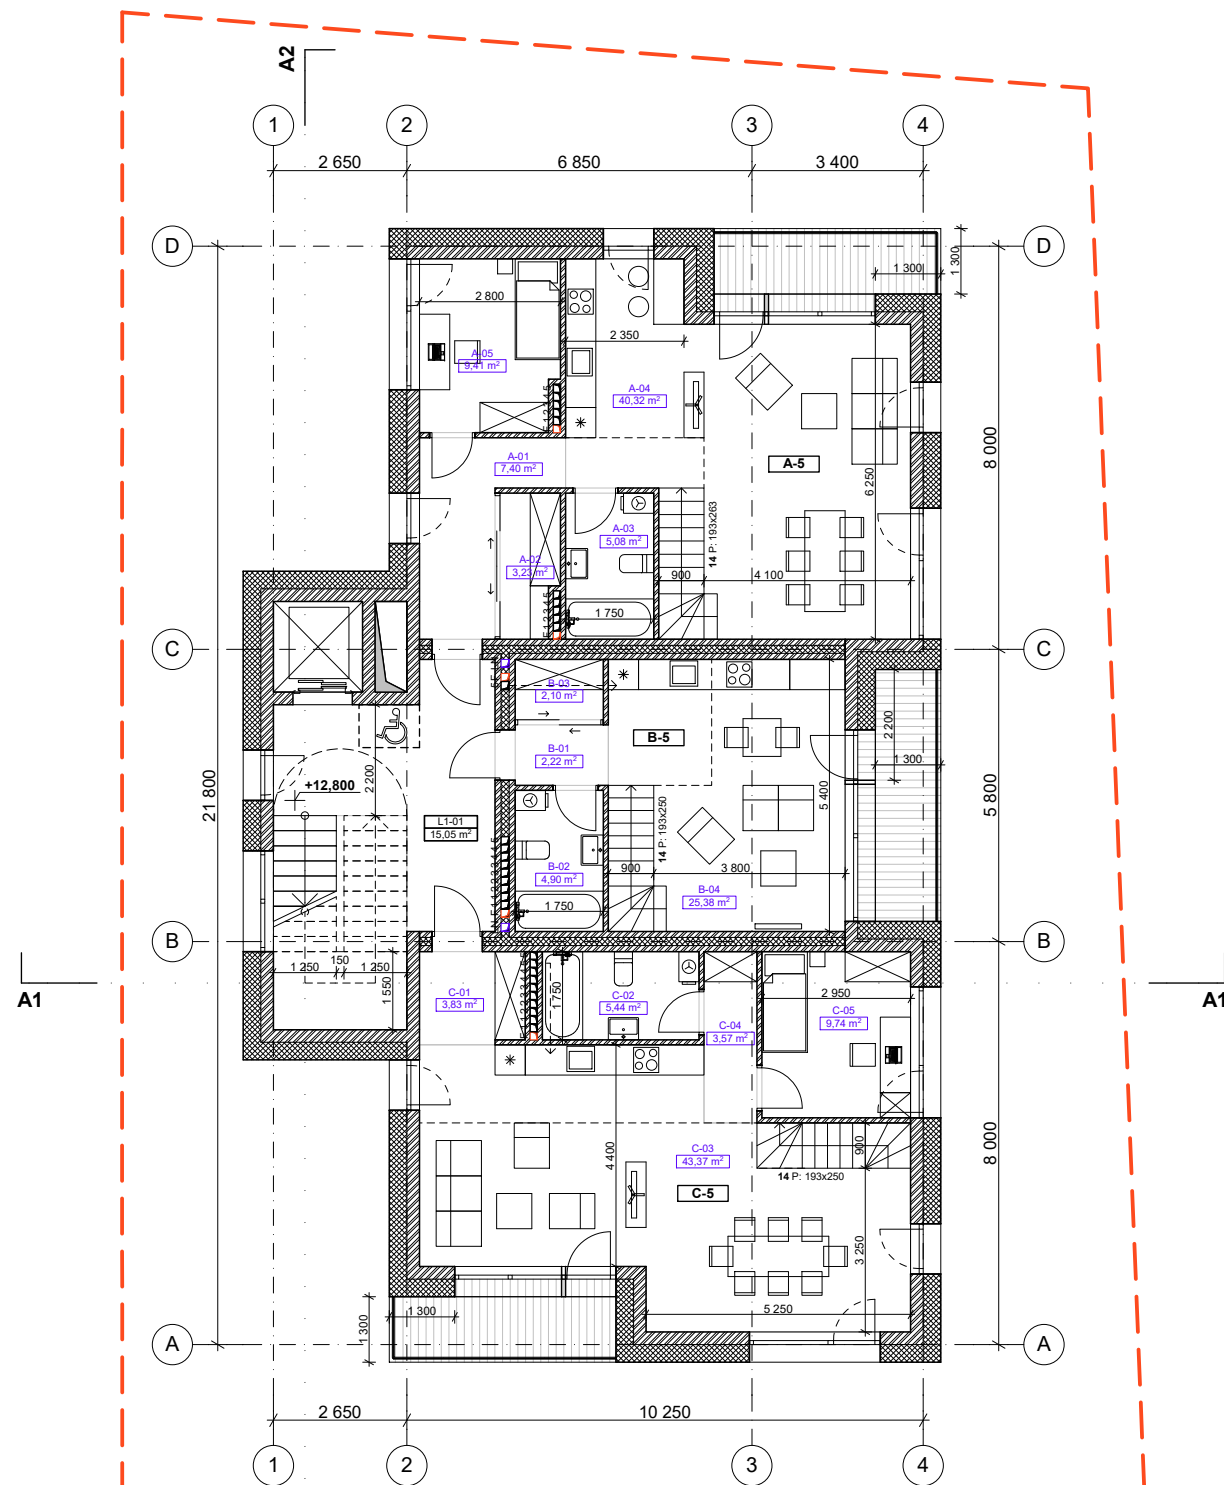 A2
1
2
3
4
2 650
6 850
3 400
D
D
1 300
1 300
2 800
2 350
A-05
9,41 m²
A-04
40,32 m²
A-01
7,40 m²
A-5
6 250
8 000
14 P: 193x263
A-03
5,08 m²
A-02
3,23 m²
900
4 100
1 750
C
C
B-03
2,10 m²
B-5
B-01
2,22 m²
2 200
1 300
2 200
+12,800
5 400
21 800
5 800
L1-01
15,05 m²
14 P: 193x250
B-02
4,90 m²
900
3 800
B-04
25,38 m²
1 750
B
B
1 250
150
1 250
1 550
A1
A1
C-01
3,83 m²
1 750
C-02
5,44 m²
C-04
3,57 m²
2 950
C-05
9,74 m²
4 400
C-03
43,37 m²
900
14 P: 193x250
C-5
8 000
3 250
5 250
1 300
1 300
A
A
2 650
10 250
1
2
3
4